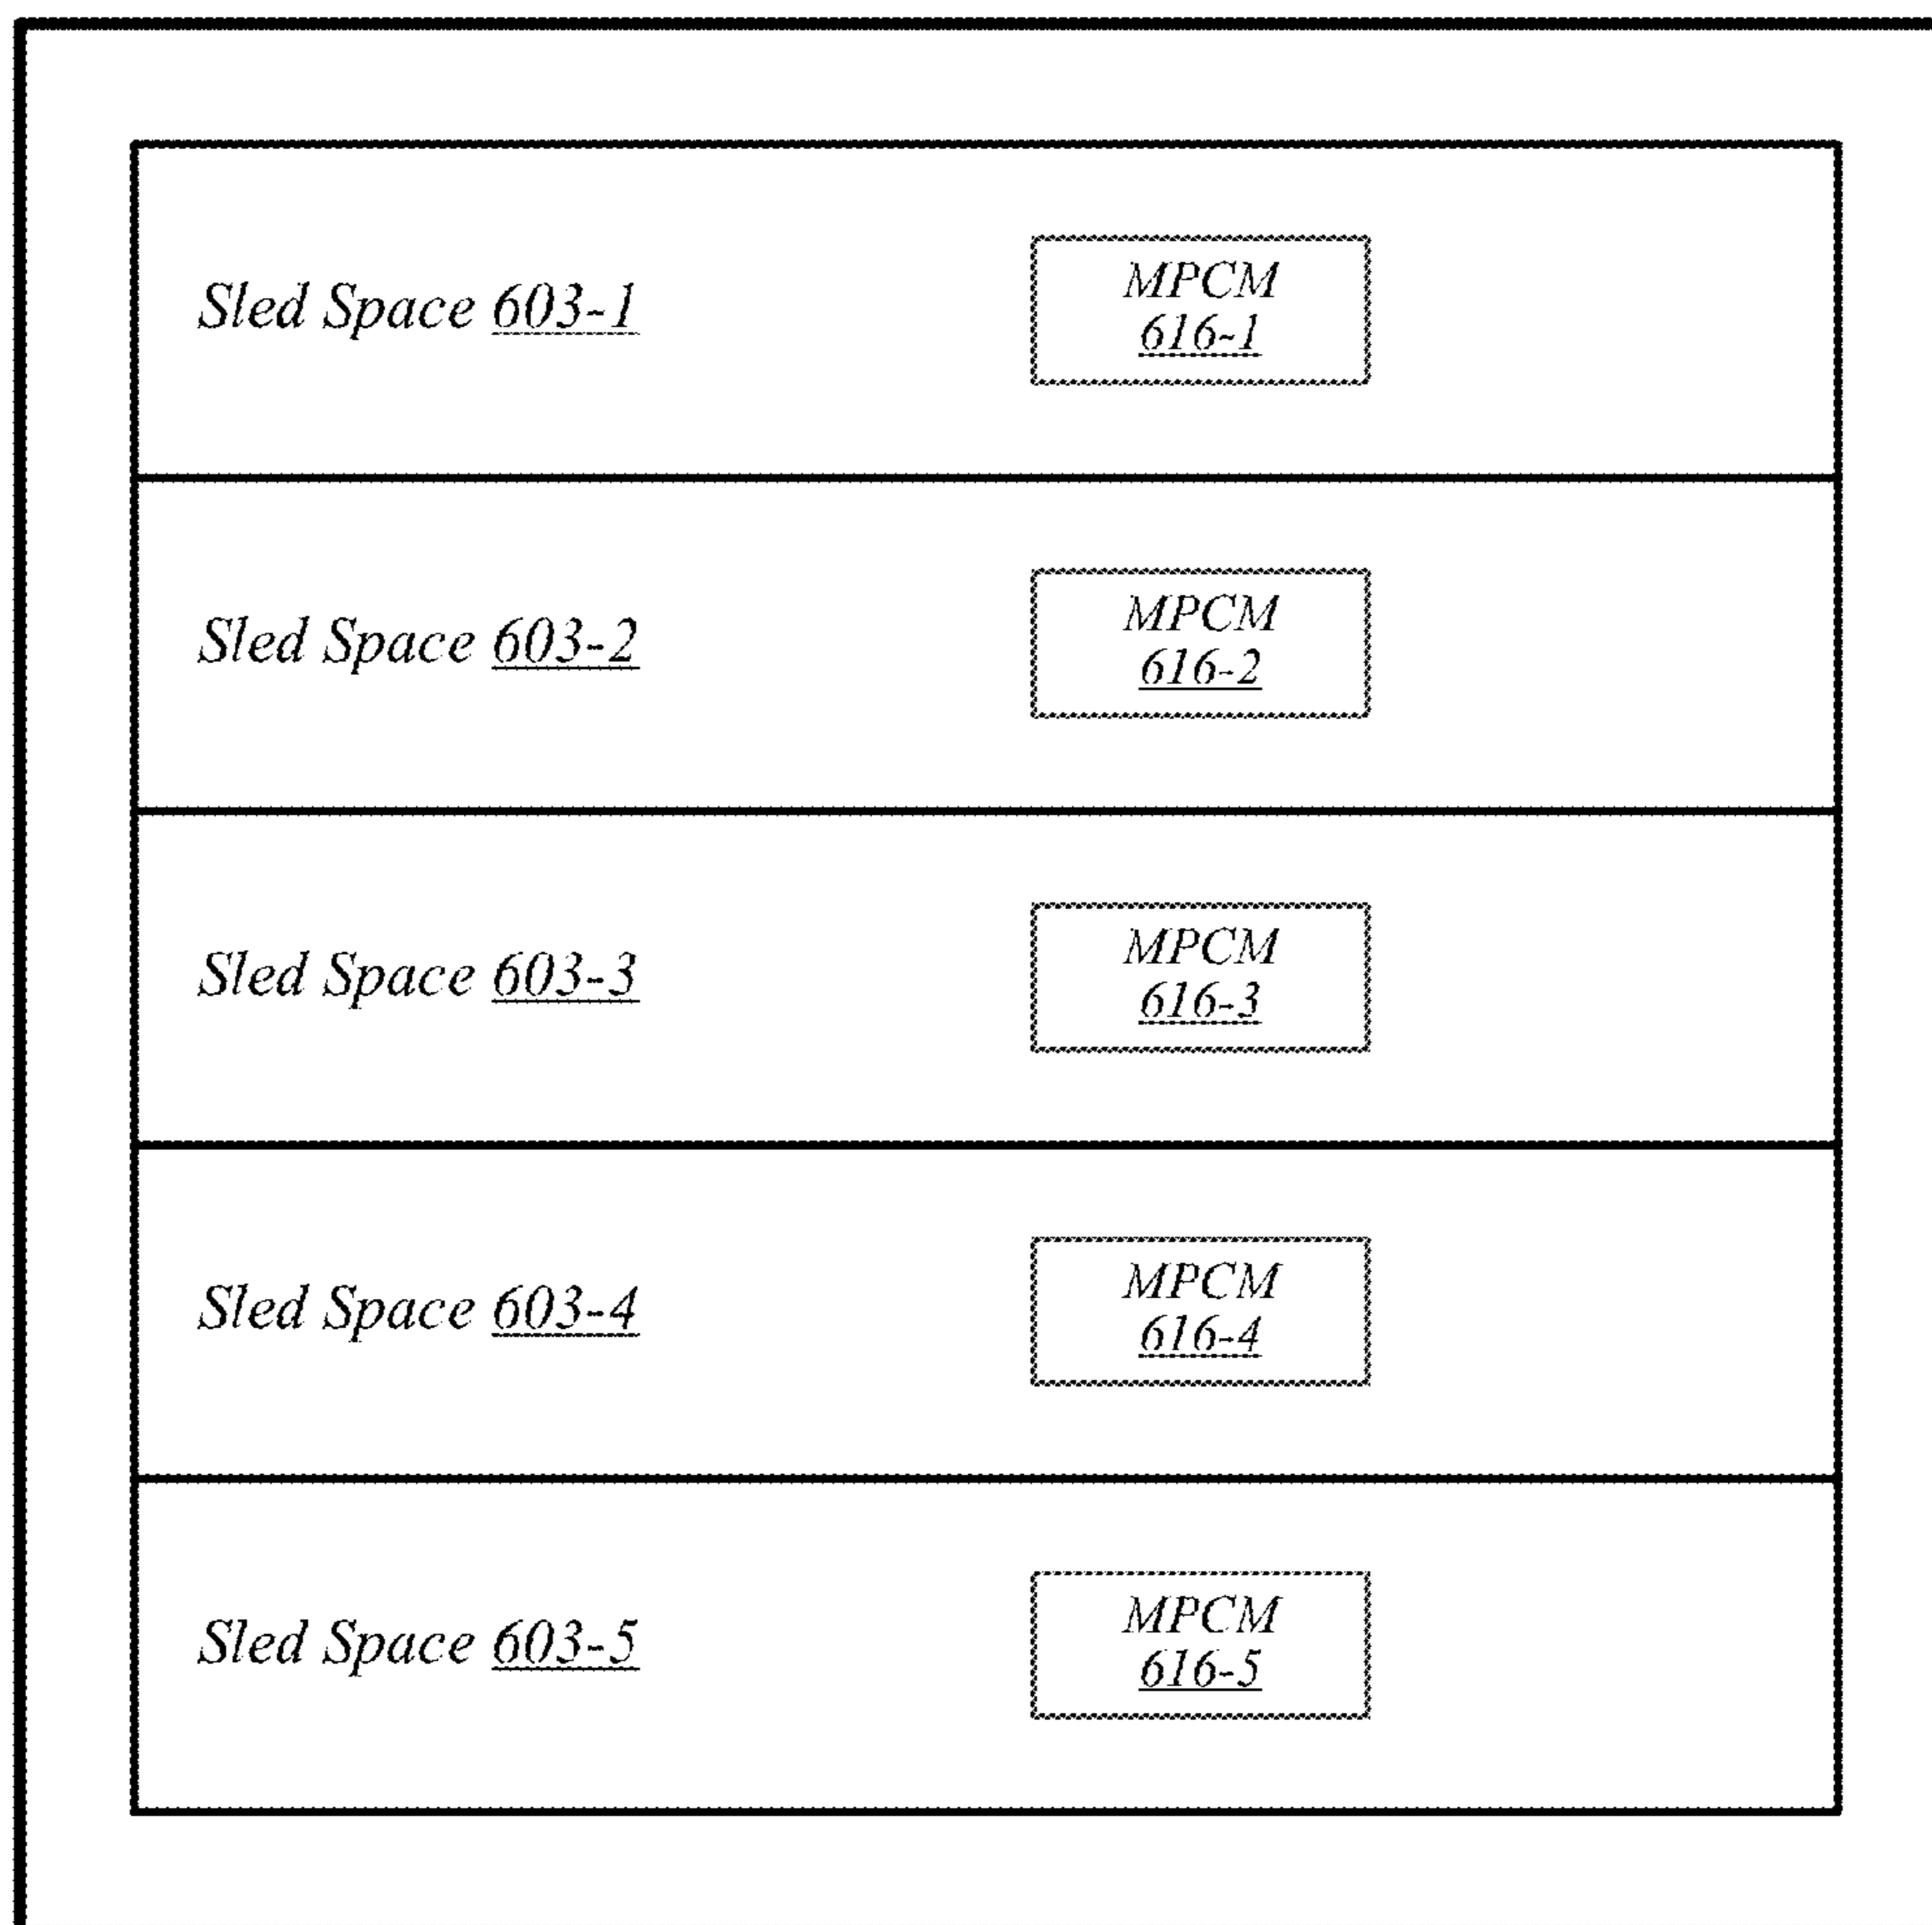 Sled Space 603-1
MPCM
616-1
Sled Space 603-2
MPCM
616-2
Sled Space 603-3
MPCM
616-3
Sled Space 603-4
MPCM
616-4
Sled Space 603-5
MPCM
616-5